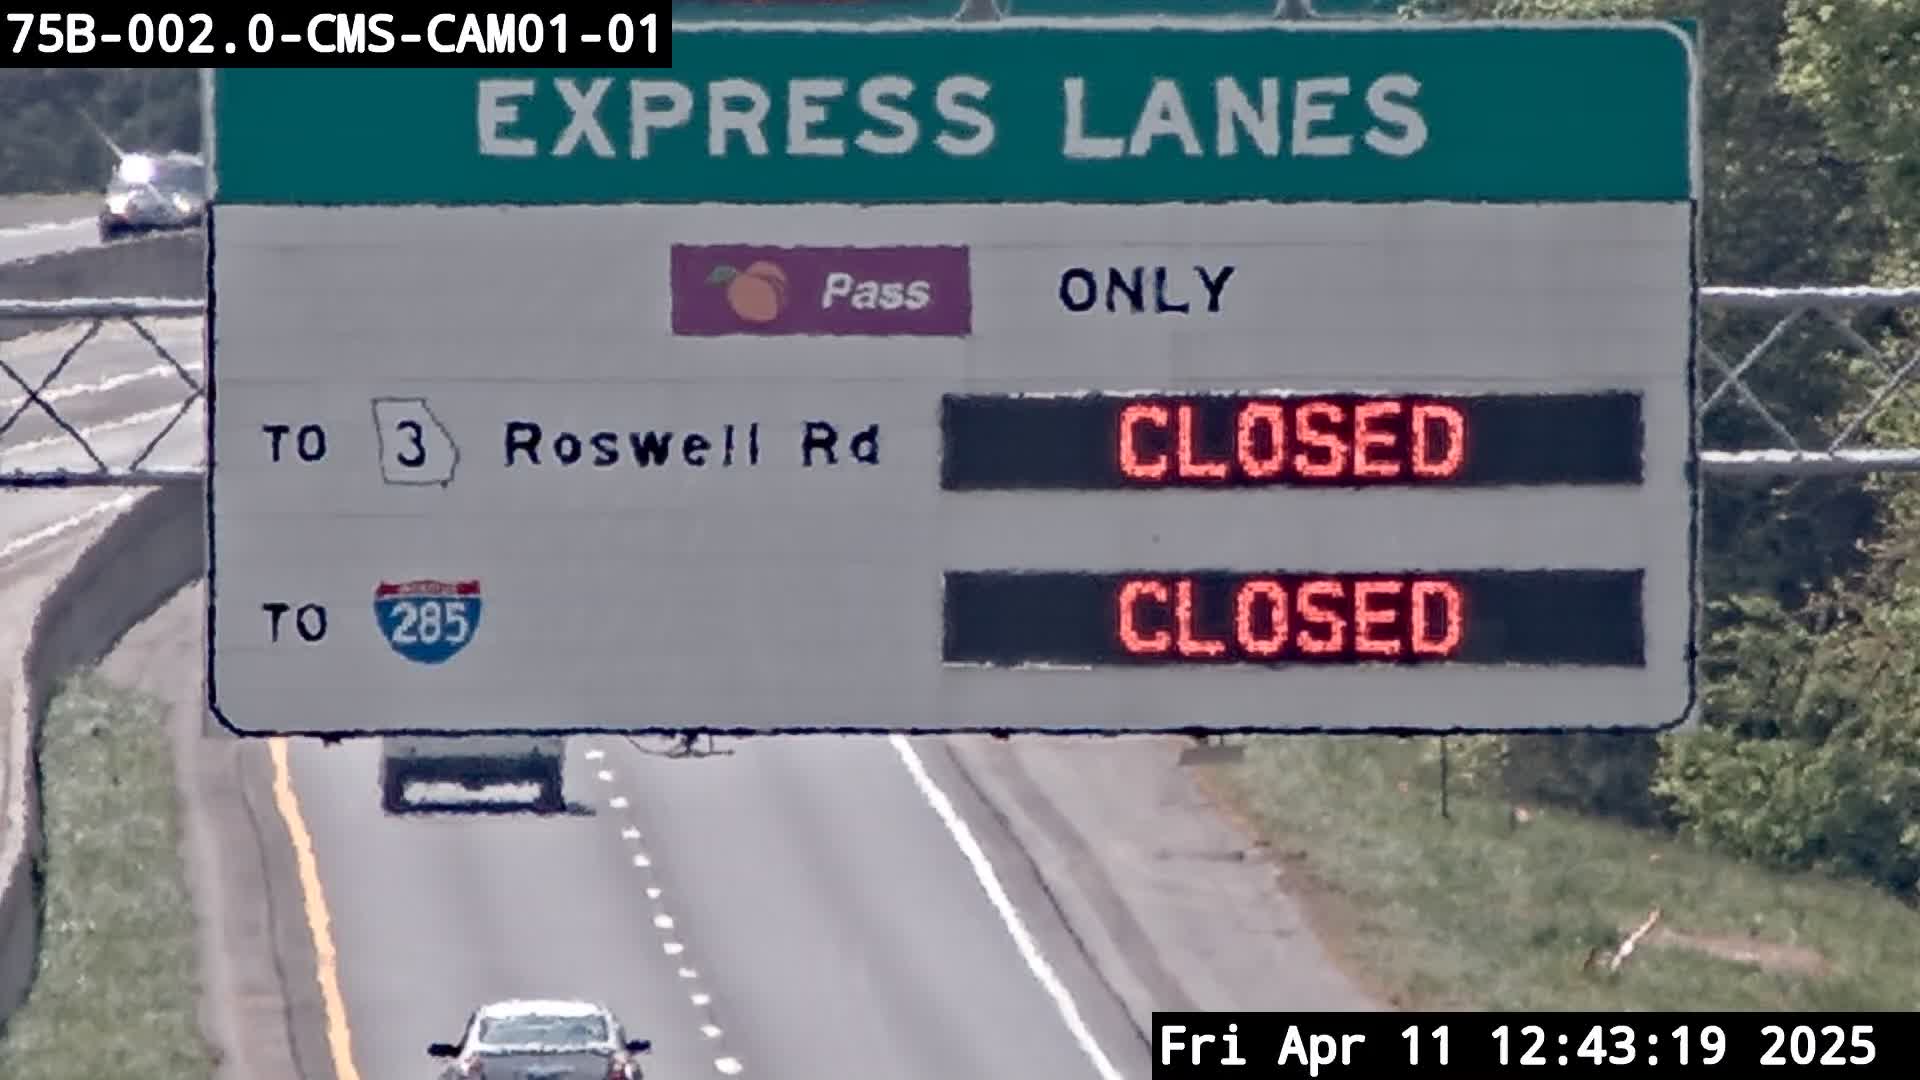 75B-002.0-CMS-CAM01-01
EXPRESS LANES
Pass ONLY
TO 3 Roswell Rd CLOSED
TO 285 CLOSED
Fri Apr 11 12:43:19 2025